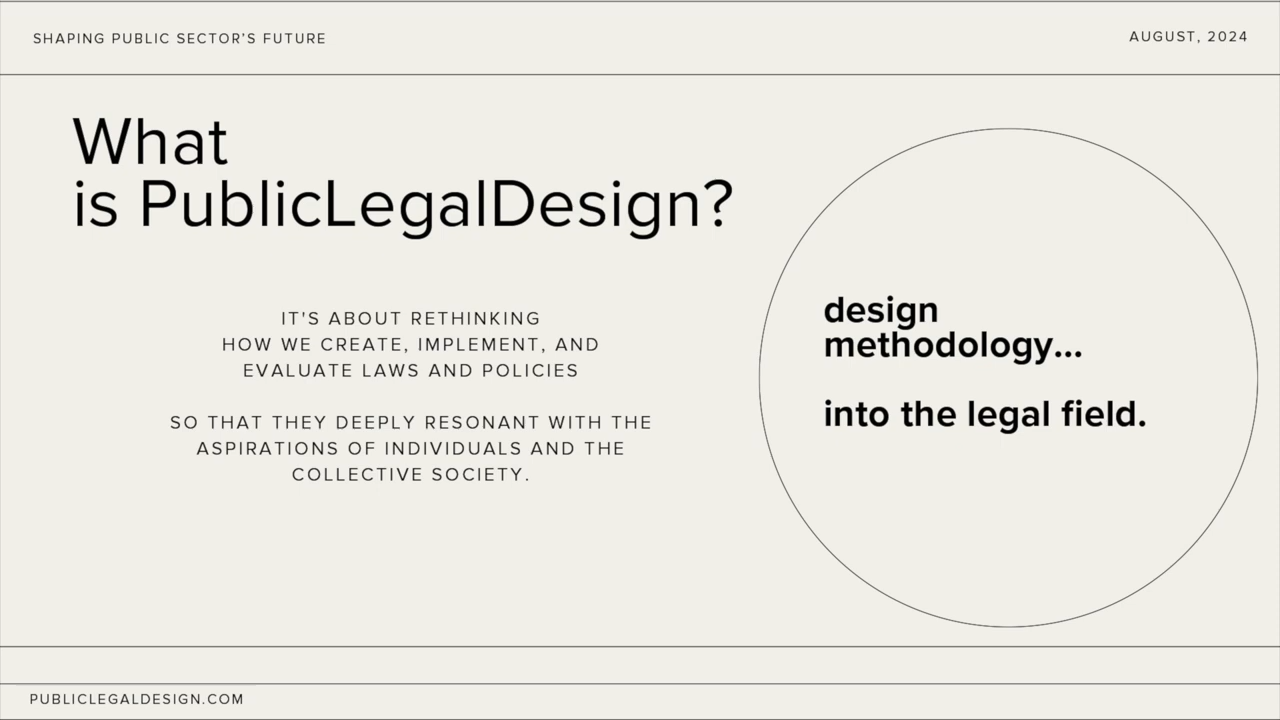 SHAPING PUBLIC SECTOR'S FUTURE
AUGUST, 2024
What
is PublicLegalDesign?
IT'S ABOUT RETHINKING
HOW WE CREATE, IMPLEMENT, AND
EVALUATE LAWS AND POLICIES
SO THAT THEY DEEPLY RESONANT WITH THE
ASPIRATIONS OF INDIVIDUALS AND THE
COLLECTIVE SOCIETY.
design
methodology...
into the legal field.
PUBLICLEGALDESIGN.COM